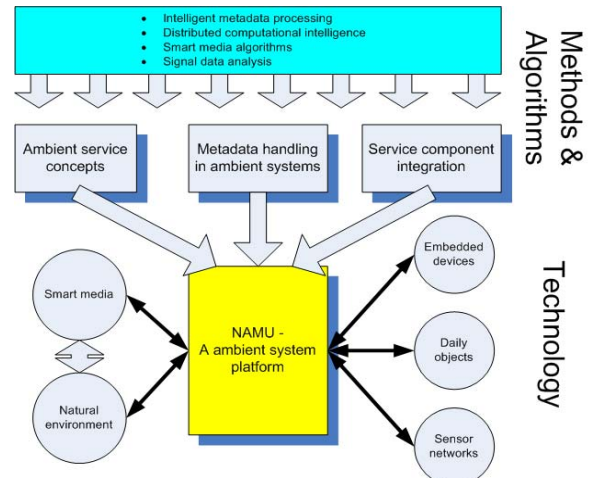 • Intelligent metadata processing
• Distributed computational intelligence
• Smart media algorithms
• Signal data analysis
Methods &
Algorithms
Ambient service
concepts
Metadata handling
in ambient systems
Service component
integration
Technology
Smart media
Natural
environment
NAMU -
A ambient system
platform
Embedded
devices
Daily
objects
Sensor
networks